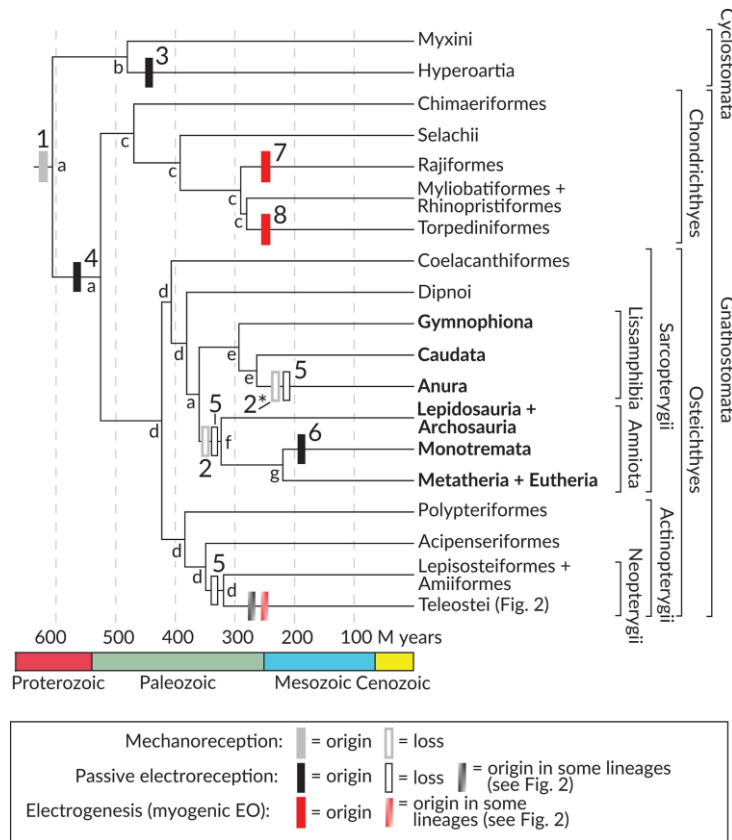 Myxini
Hyperoartia
Chimaeriformes
Selachii
Rajiformes
Myliobatiformes +
Rhinopristiformes
Torpediniformes
Coelacanthiformes
Dipnoi
Gymnophiona
Caudata
Anura
Lepidosauria +
Archosauria
Monotremata
Metatheria + Eutheria
Polypteriformes
Acipenseriformes
Lepisosteiformes +
Amiiformes
Teleostei (Fig. 2)
Cyclostomata
Chondrichthyes
Gnathostomata
Osteichthyes
Sarcopterygii
Lissamphibia
Amniota
Actinopterygii
Neopterygii
1
a
b
3
4
a
c
c
c
c
7
8
d
d
d
a
e
e
2*
5
5
2
f
6
g
d
d
d
5
d
600 500 400 300 200 100 M years
Proterozoic Paleozoic Mesozoic Cenozoic
Mechanoreception: = origin = loss
Passive electroreception: = origin = loss = origin in some lineages
(see Fig. 2)
Electrogenesis (myogenic EO): = origin = origin in some
lineages (see Fig. 2)